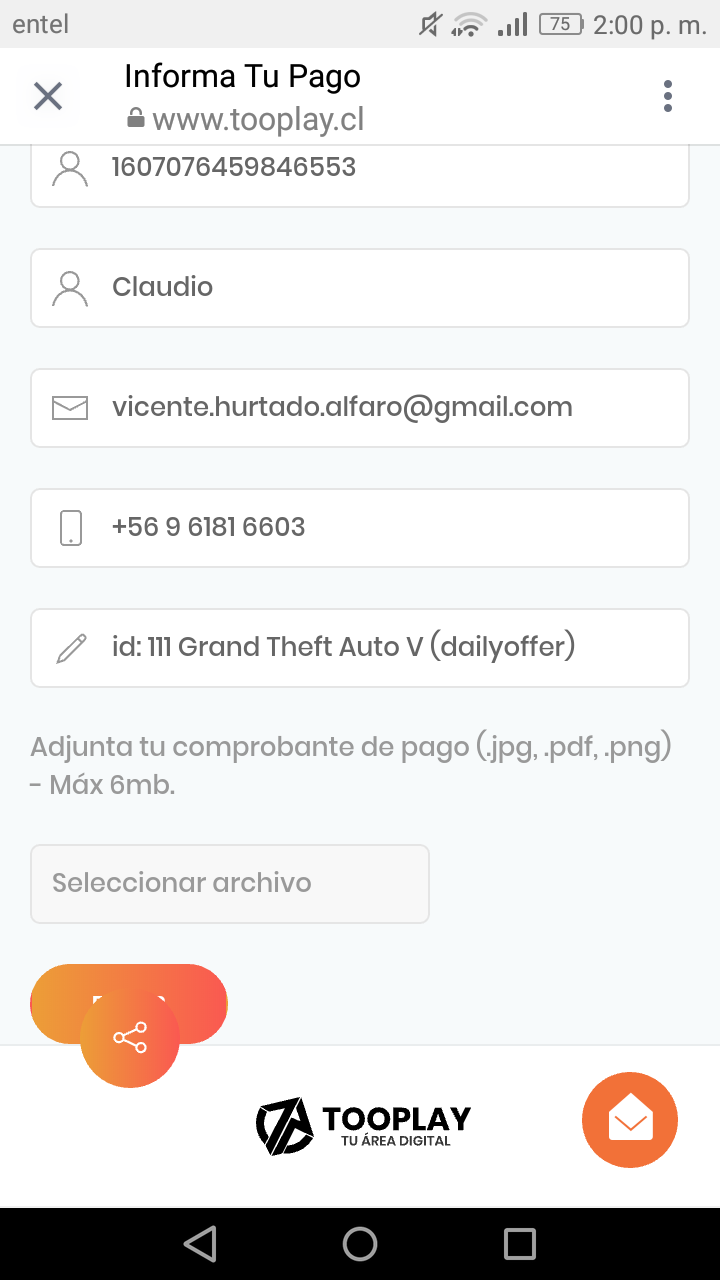 entel
75 2:00 p. m.
Informa Tu Pago
www.tooplay.cl
1607076459846553
Claudio
vicente.hurtado.alfaro@gmail.com
+56 9 6181 6603
id: 111 Grand Theft Auto V (dailyoffer)
Adjunta tu comprobante de pago (.jpg, .pdf, .png)
- Máx 6mb.
Seleccionar archivo
TOOPLAY
TU ÁREA DIGITAL